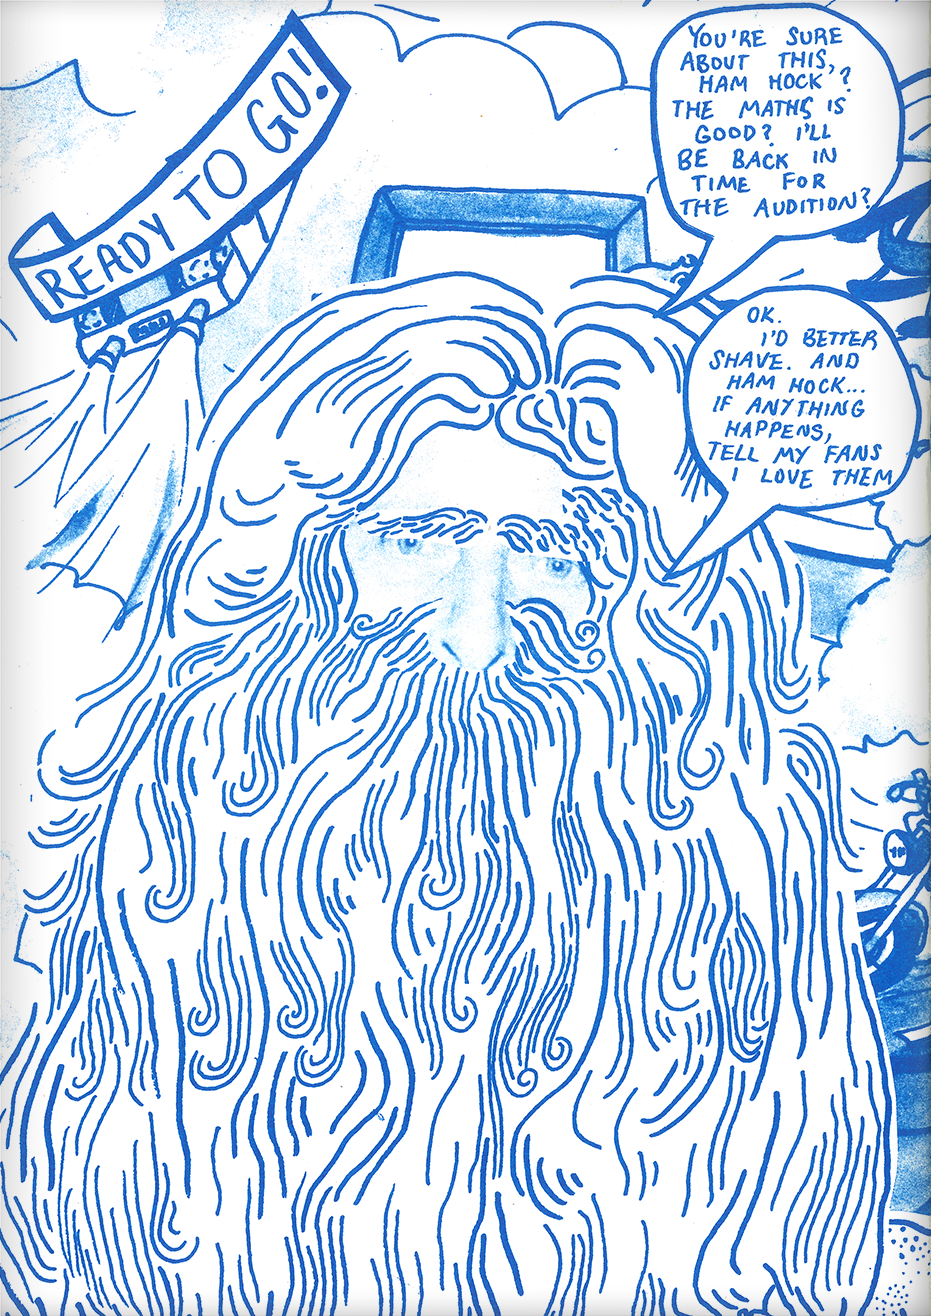 READY TO GO!
YOU'RE SURE
ABOUT THIS,
HAM HOCK?
THE MATHS IS
GOOD? I'LL
BE BACK IN
TIME FOR
THE AUDITION?
OK.
I'D BETTER
SHAVE. AND
HAM HOCK...
IF ANYTHING
HAPPENS,
TELL MY FANS
I LOVE THEM